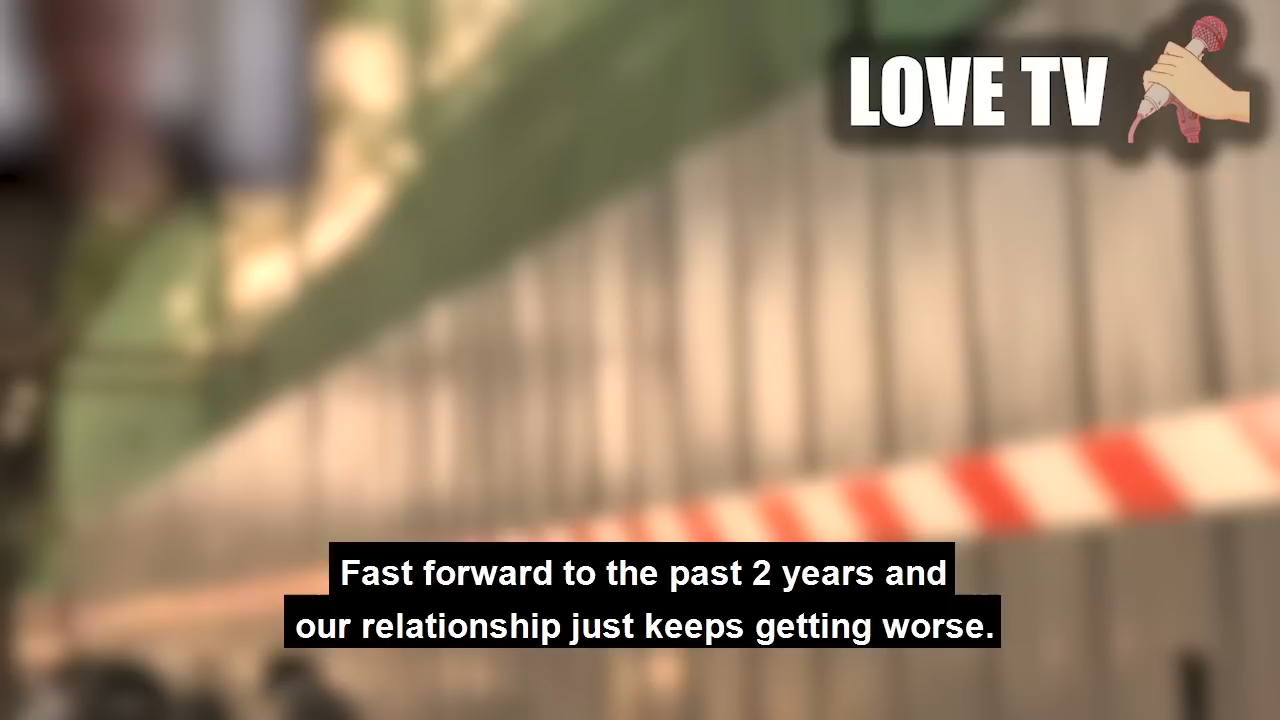 LOVE TV
Fast forward to the past 2 years and
our relationship just keeps getting worse.